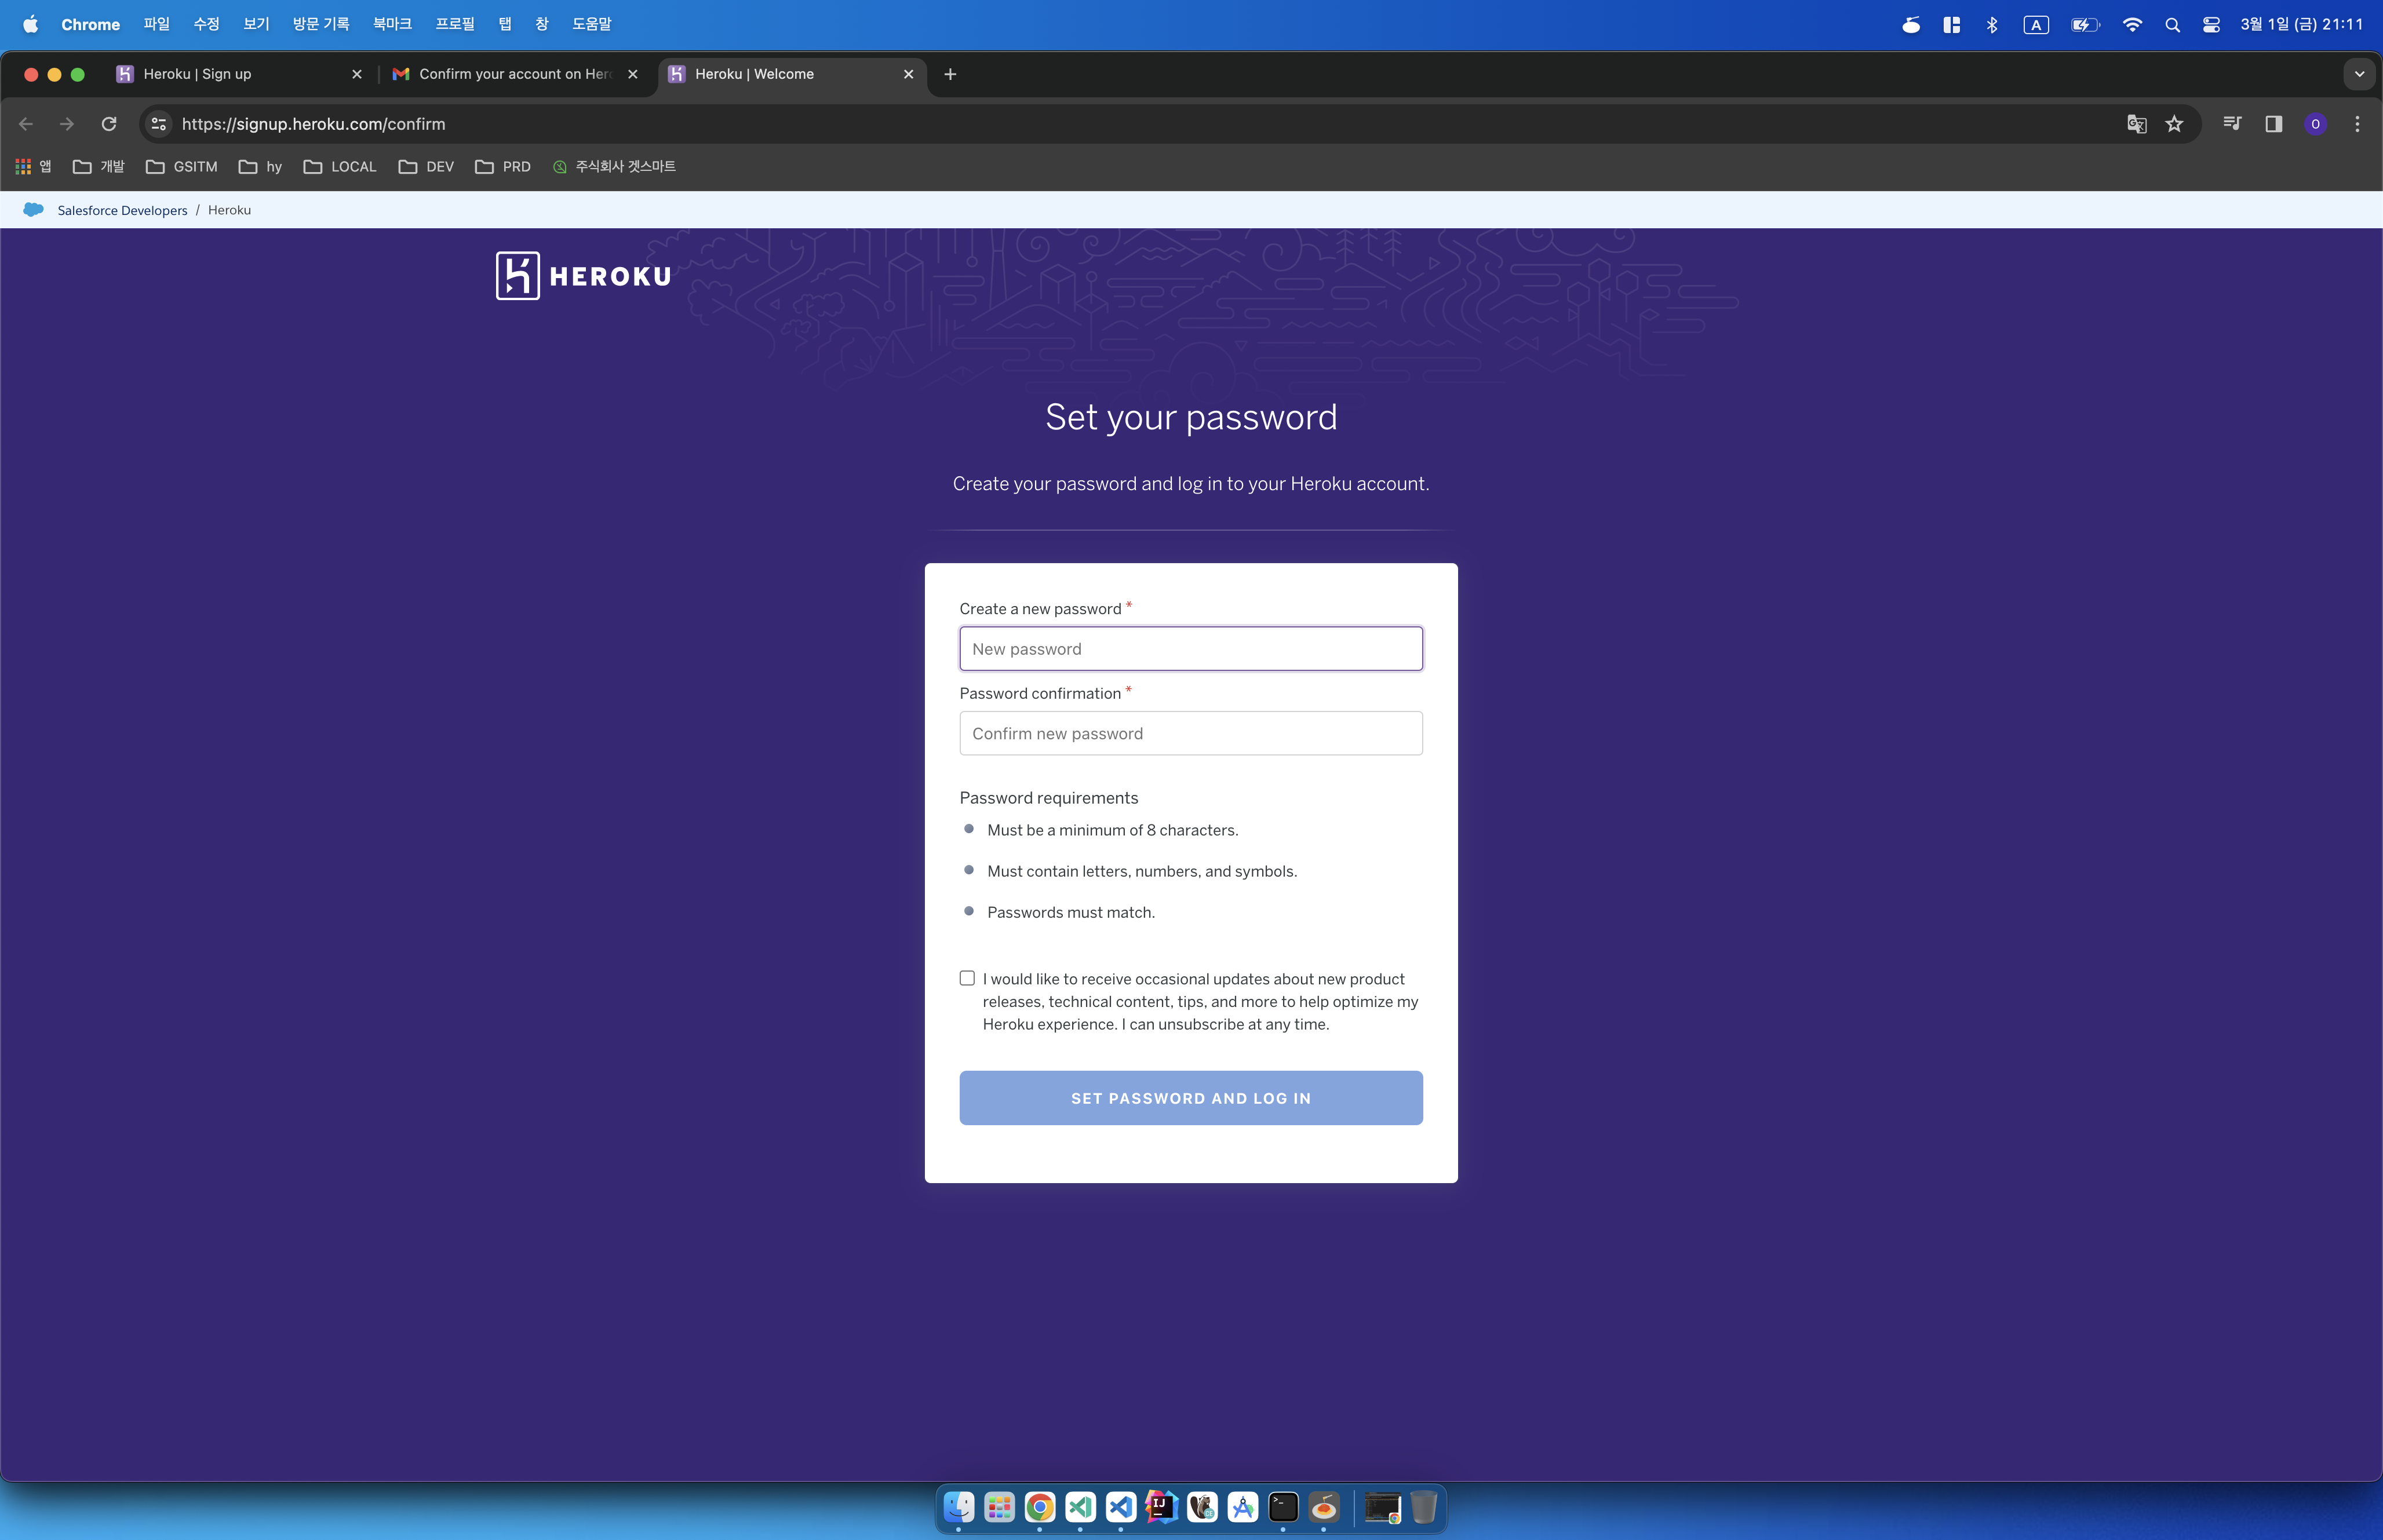 Chrome 파일 수정 보기 방문 기록 북마크 프로필 탭 창 도움말 A 3월 1일 (금) 21:11
Heroku | Sign up Confirm your account on Her Heroku | Welcome
https://signup.heroku.com/confirm O
앱 개발 GSITM hy LOCAL DEV PRD 주식회사 겟스마트
Salesforce Developers / Heroku
HEROKU
Set your password
Create your password and log in to your Heroku account.
Create a new password *
New password
Password confirmation *
Confirm new password
Password requirements
Must be a minimum of 8 characters.
Must contain letters, numbers, and symbols.
Passwords must match.
I would like to receive occasional updates about new product
releases, technical content, tips, and more to help optimize my
Heroku experience. I can unsubscribe at any time.
SET PASSWORD AND LOG IN
IJ